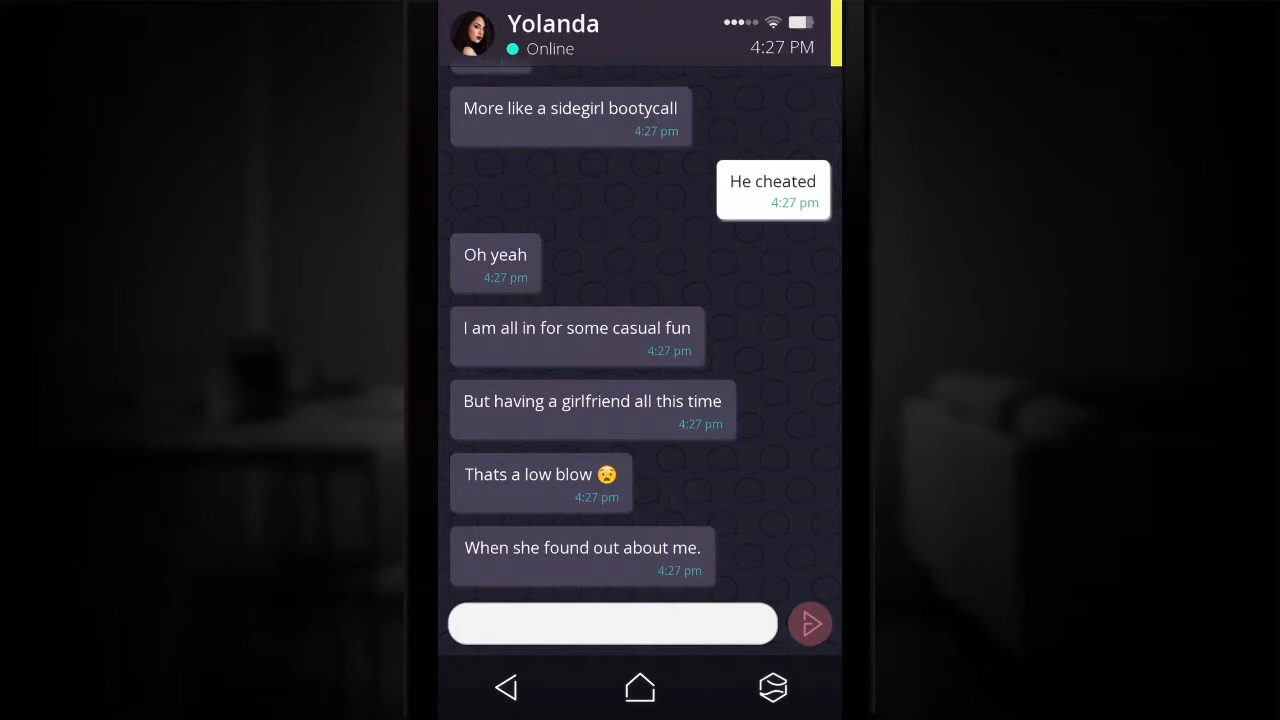 Yolanda
Online
4:27 PM
More like a sidegirl bootycall
4:27 pm
He cheated
4:27 pm
Oh yeah
4:27 pm
I am all in for some casual fun
4:27 pm
But having a girlfriend all this time
4:27 pm
Thats a low blow 😧
4:27 pm
When she found out about me.
4:27 pm